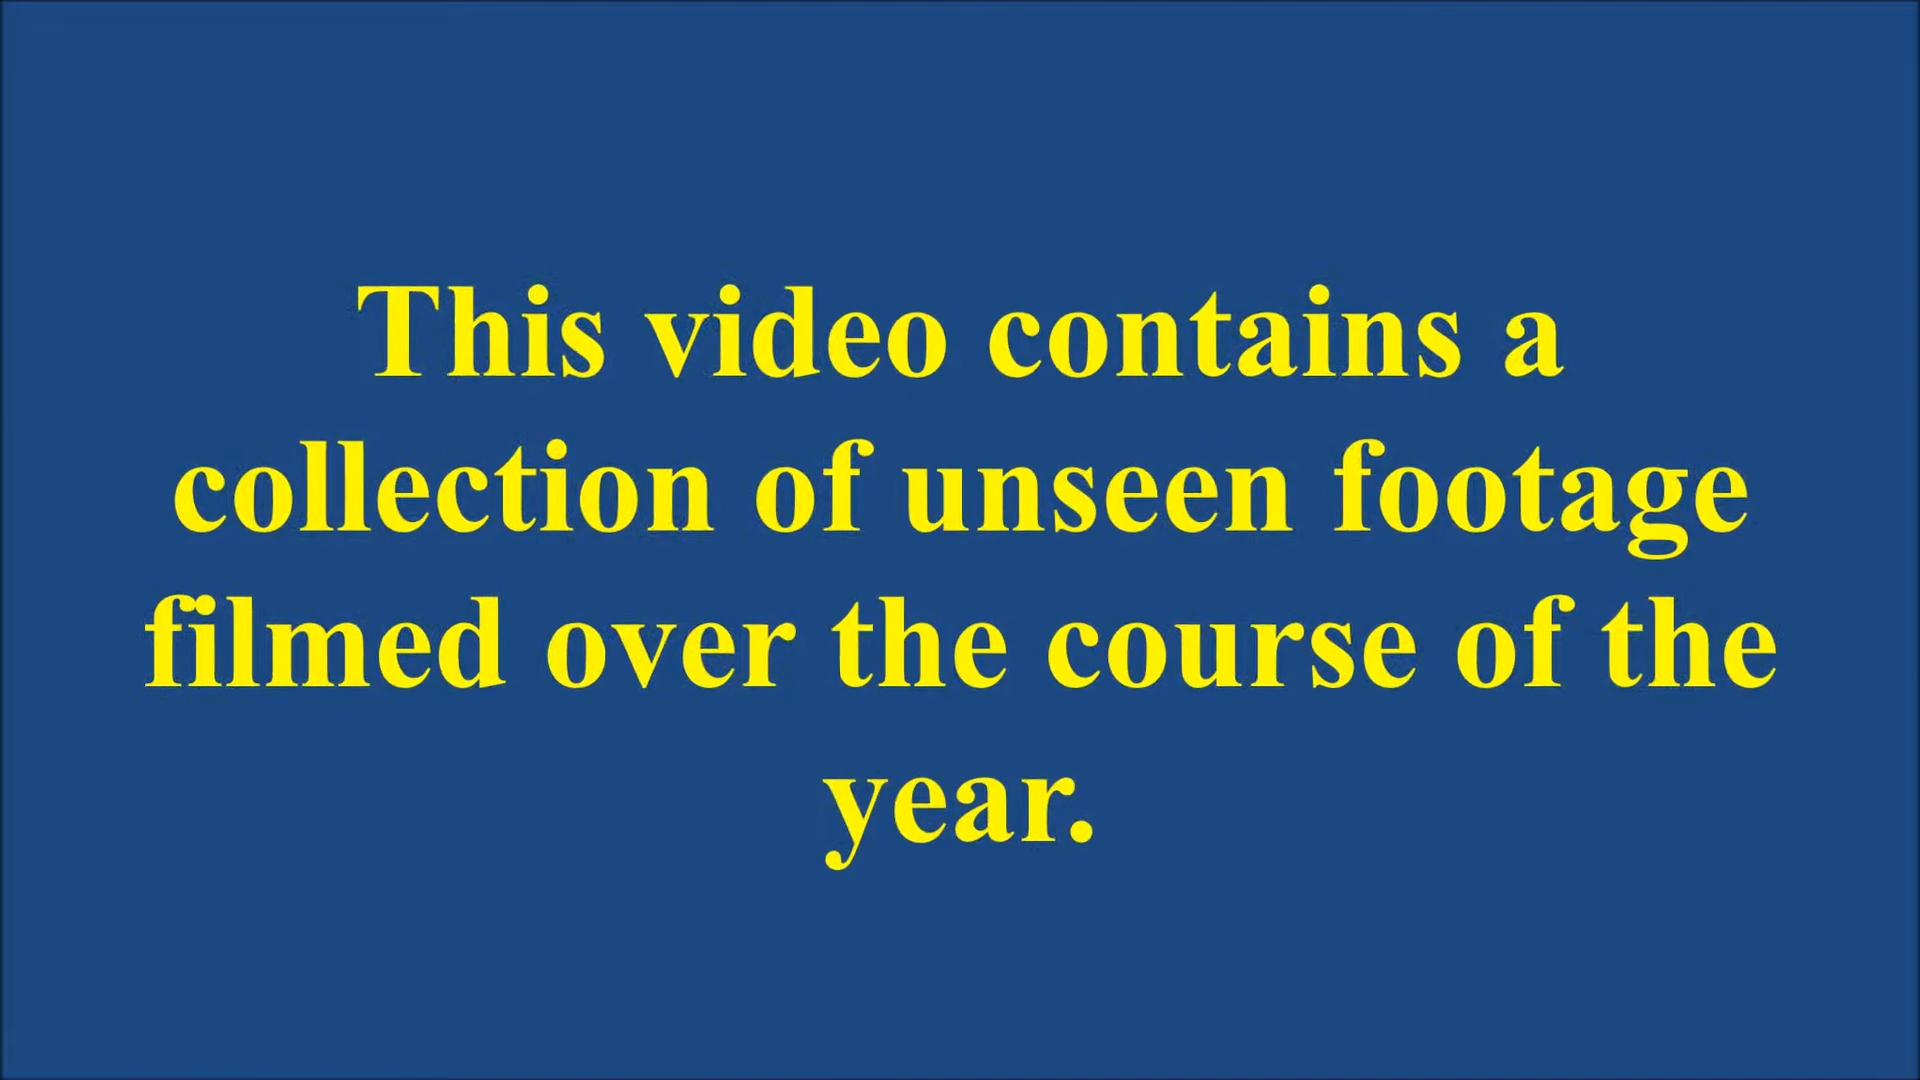 This video contains a
collection of unseen footage
filmed over the course of the
year.